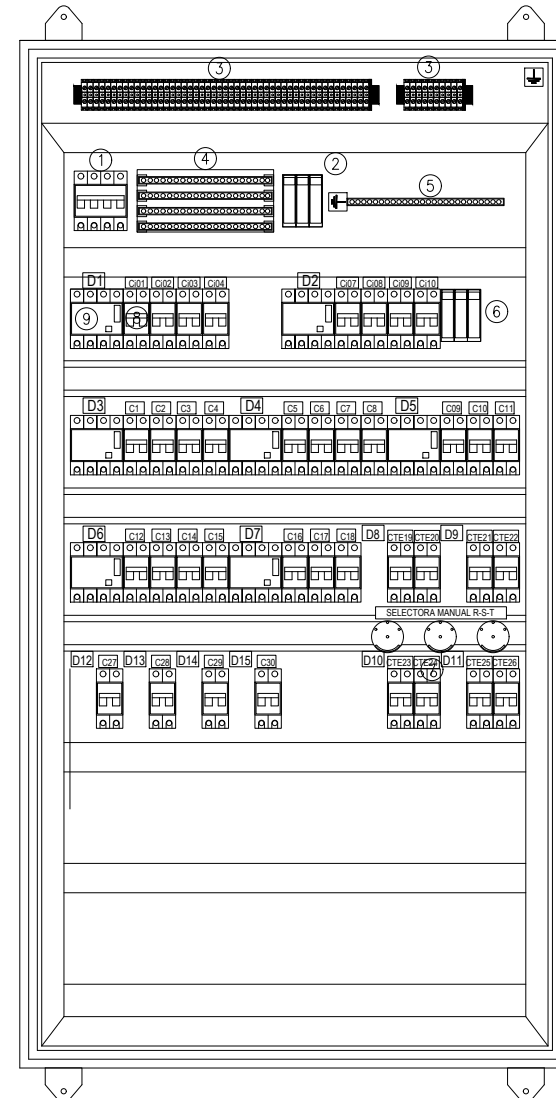 3 3
1 4 2 5
D1 Ci01 Ci02 Ci03 Ci04 D2 Ci07 Ci08 Ci09 Ci10
9 8 6
D3 C1 C2 C3 C4 D4 C5 C6 C7 C8 D5 C09 C10 C11
D6 C12 C13 C14 C15 D7 C16 C17 C18 D8 CTE19 CTE20 D9 CTE21 CTE22
SELECTORA MANUAL R-S-T
D12 C27 D13 C28 D14 C29 D15 C30 D10 CTE23 CTE24 D11 CTE25 CTE26
7